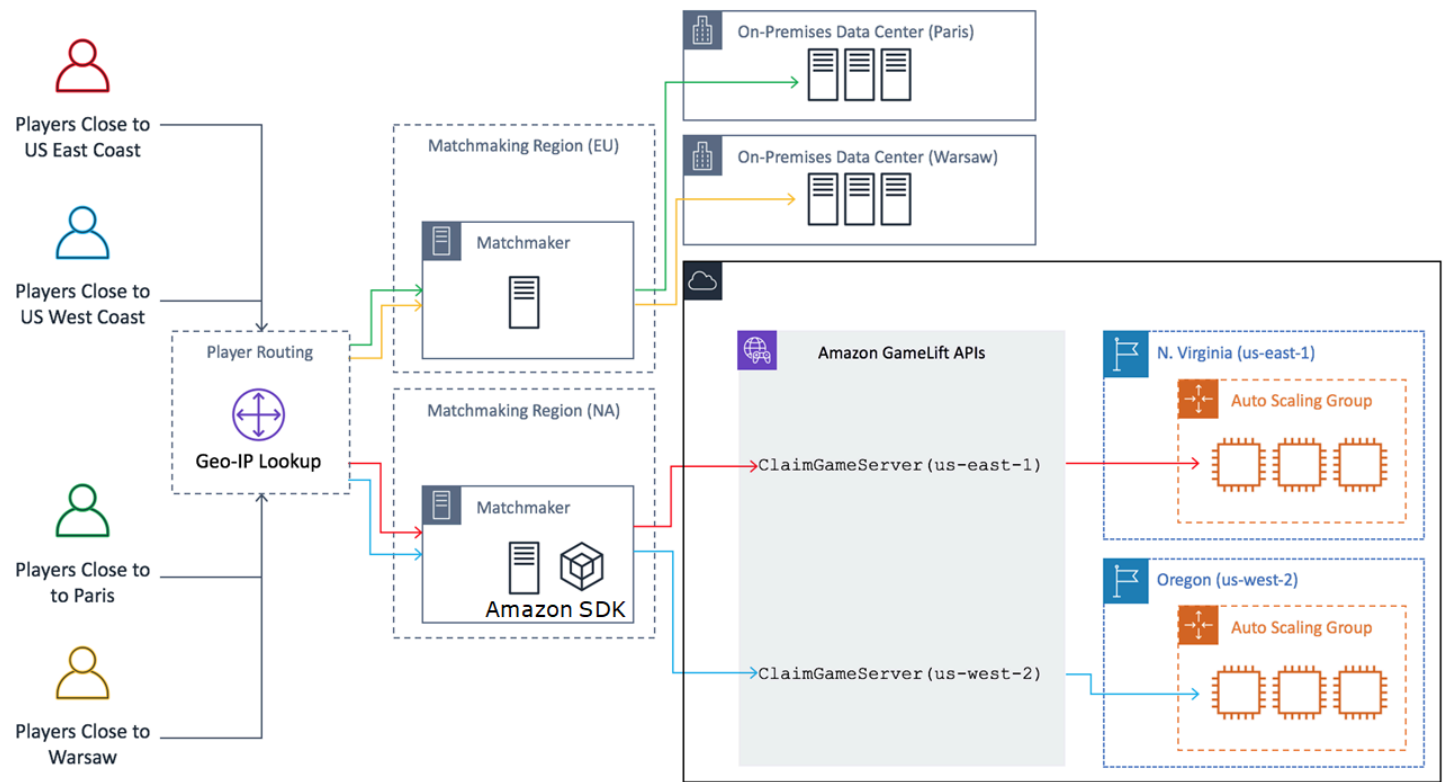 Players Close to
US East Coast
Players Close to
US West Coast
Player Routing
Geo-IP Lookup
Players Close to
to Paris
Players Close to
Warsaw
Matchmaking Region (EU)
Matchmaker
Matchmaking Region (NA)
Matchmaker
Amazon SDK
On-Premises Data Center (Paris)
On-Premises Data Center (Warsaw)
Amazon GameLift APIs
ClaimGameServer(us-east-1)
ClaimGameServer(us-west-2)
N. Virginia (us-east-1)
Auto Scaling Group
Oregon (us-west-2)
Auto Scaling Group